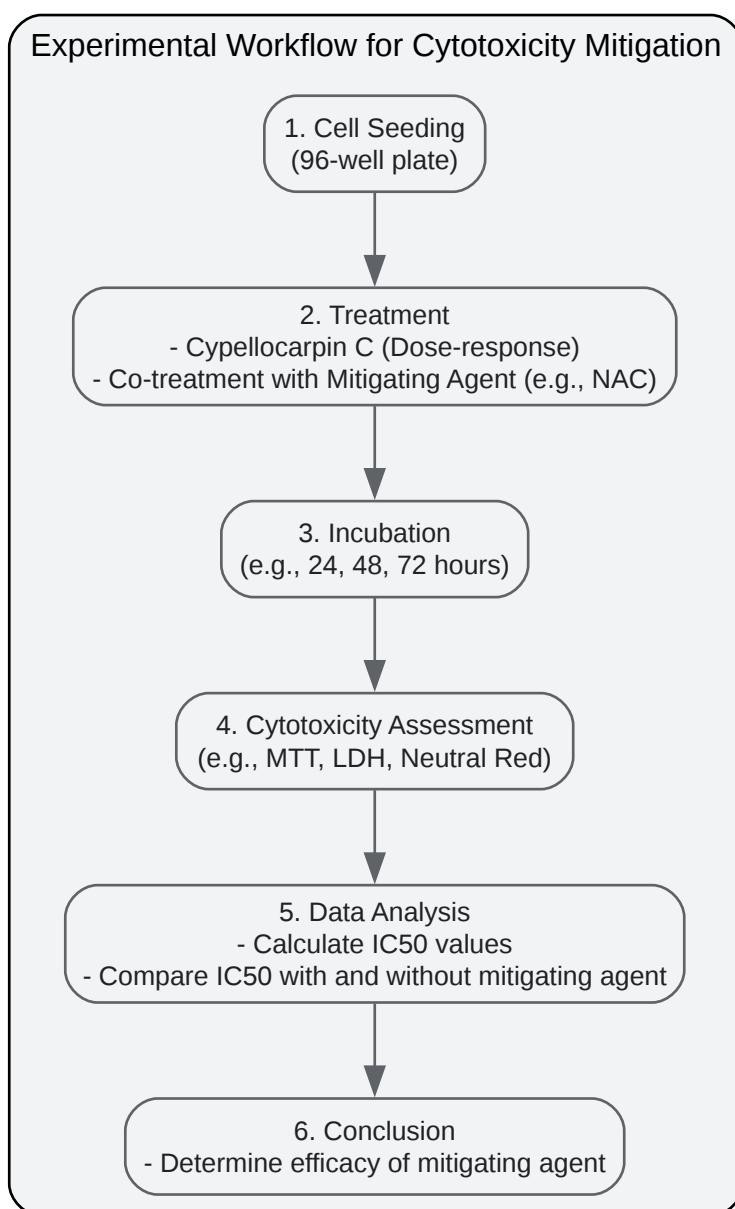 Experimental Workflow for Cytotoxicity Mitigation
1. Cell Seeding
(96-well plate)
2. Treatment
- Cypellocarpin C (Dose-response)
- Co-treatment with Mitigating Agent (e.g., NAC)
3. Incubation
(e.g., 24, 48, 72 hours)
4. Cytotoxicity Assessment
(e.g., MTT, LDH, Neutral Red)
5. Data Analysis
- Calculate IC50 values
- Compare IC50 with and without mitigating agent
6. Conclusion
- Determine efficacy of mitigating agent